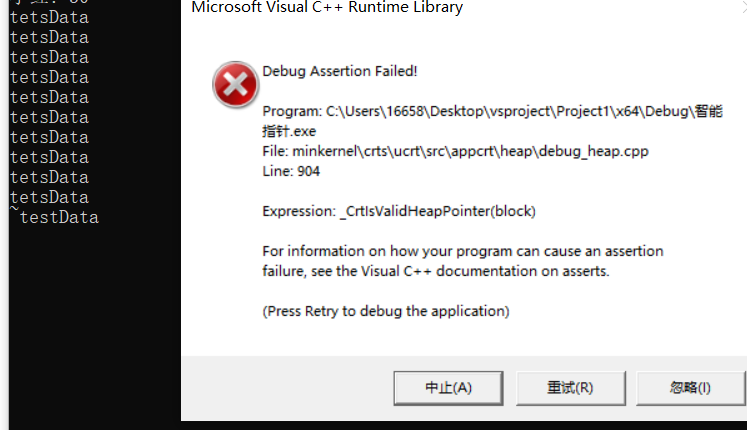 Microsoft Visual C++ Runtime Library
tetsData
tetsData
tetsData
tetsData
tetsData
tetsData
tetsData
tetsData
tetsData
tetsData
~testData
Debug Assertion Failed!
Program: C:\Users\16658\Desktop\vsproject\Project1\x64\Debug\智能
指针.exe
File: minkernel\crts\ucrt\src\appcrt\heap\debug_heap.cpp
Line: 904
Expression: _CrtIsValidHeapPointer(block)
For information on how your program can cause an assertion
failure, see the Visual C++ documentation on asserts.
(Press Retry to debug the application)
中止(A)
重试(R)
忽略(I)